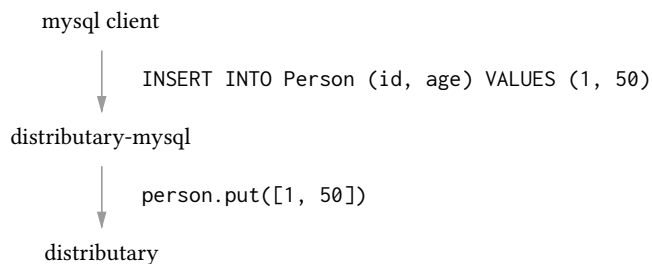 mysql client
INSERT INTO Person (id, age) VALUES (1, 50)
distributary-mysql
person.put([1, 50])
distributary